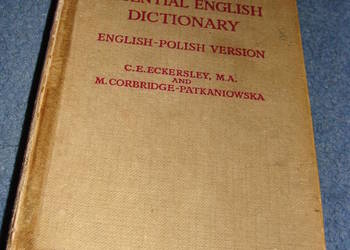 ENGLISH
DICTIONARY
ENGLISH-POLISH VERSION
C.E.ECKERSLEY, M.A.
AND
M.CORBRIDGE-PATKANIOWSKA